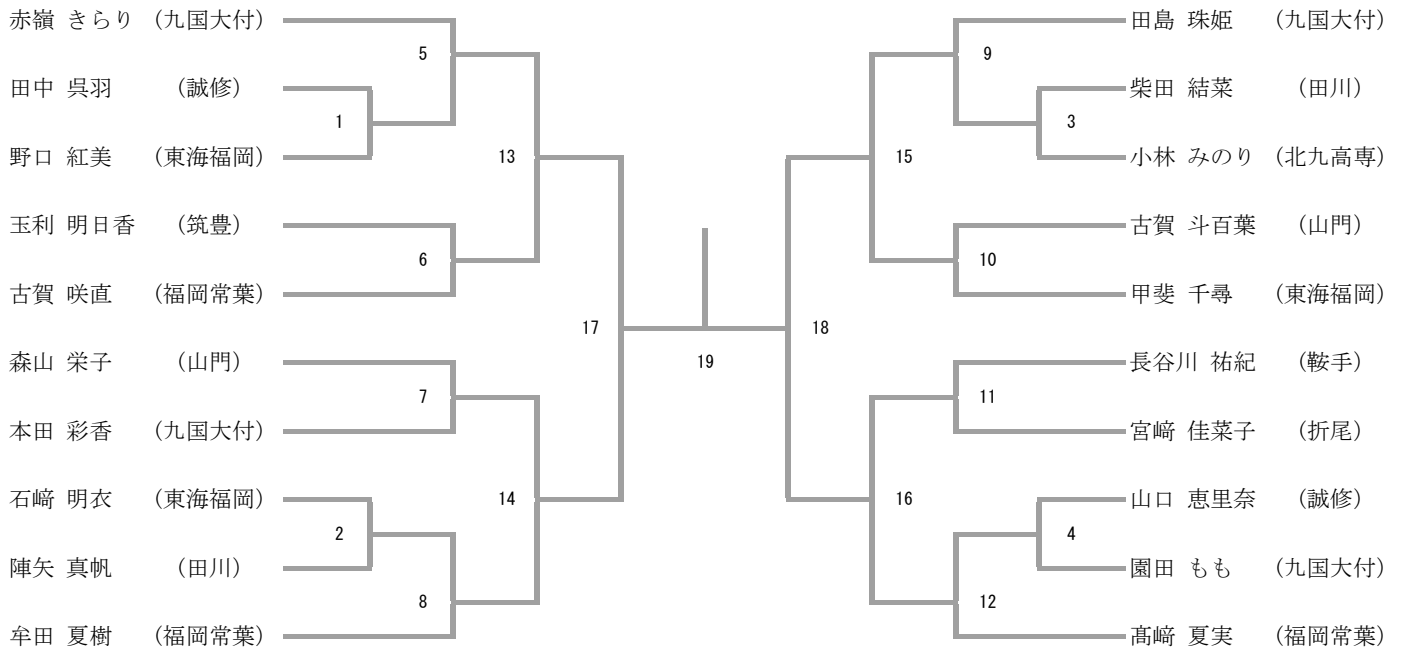 赤嶺 きらり (九国大付)
5
田中 呉羽 (誠修)
1
野口 紅美 (東海福岡)
13
玉利 明日香 (筑豊)
6
古賀 咲直 (福岡常葉)
17
森山 栄子 (山門)
7
本田 彩香 (九国大付)
石﨑 明衣 (東海福岡)
14
2
陣矢 真帆 (田川)
8
牟田 夏樹 (福岡常葉)
19
田島 珠姫 (九国大付)
9
柴田 結菜 (田川)
3
小林 みのり (北九高専)
15
古賀 斗百葉 (山門)
10
甲斐 千尋 (東海福岡)
18
長谷川 祐紀 (鞍手)
11
宮﨑 佳菜子 (折尾)
山口 恵里奈 (誠修)
16
4
園田 もも (九国大付)
12
髙﨑 夏実 (福岡常葉)